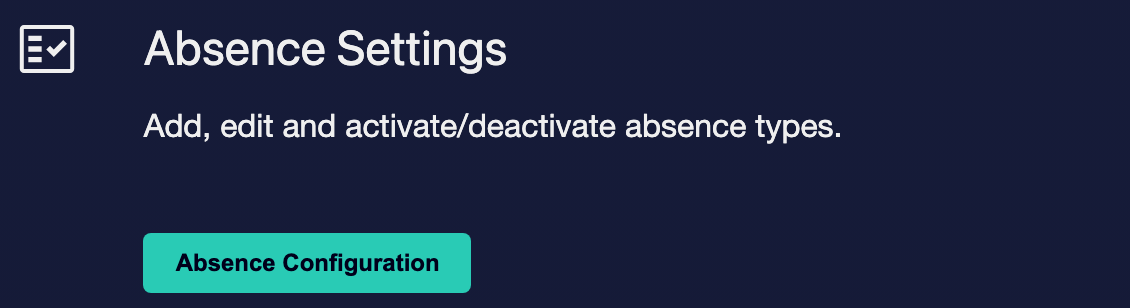 Absence Settings
Add, edit and activate/deactivate absence types.
Absence Configuration